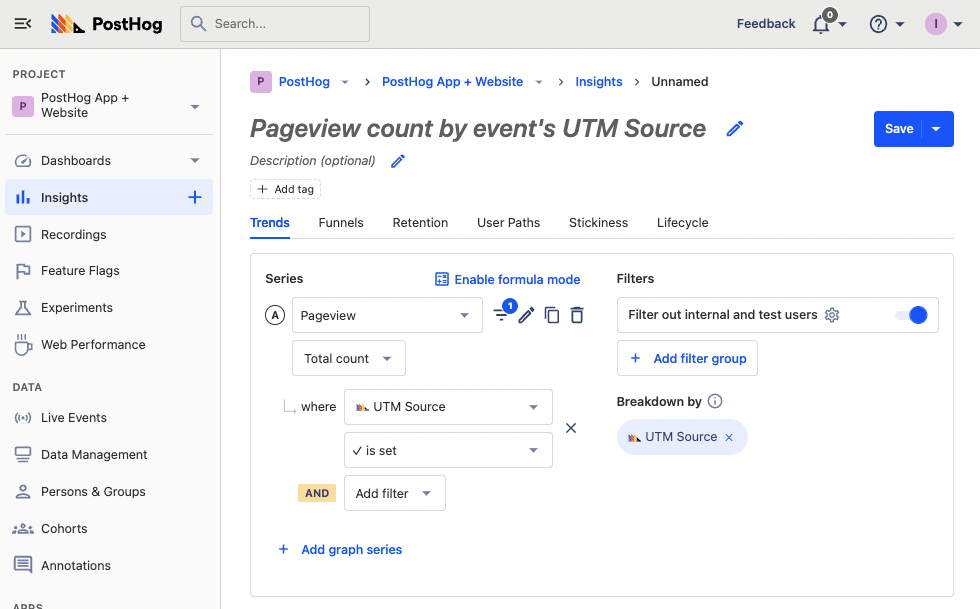 PostHog
Search...
Feedback
0
I
PROJECT
P
PostHog App +
Website
Dashboards
Insights
Recordings
Feature Flags
Experiments
Web Performance
DATA
Live Events
Data Management
Persons & Groups
Cohorts
Annotations
APPS
P PostHog PostHog App + Website Insights Unnamed
Pageview count by event's UTM Source
Save
Description (optional)
Add tag
Trends Funnels Retention User Paths Stickiness Lifecycle
Series
Enable formula mode
A
Pageview
1
Total count
where
UTM Source
✓ is set
AND
Add filter
+ Add graph series
Filters
Filter out internal and test users
+ Add filter group
Breakdown by
UTM Source